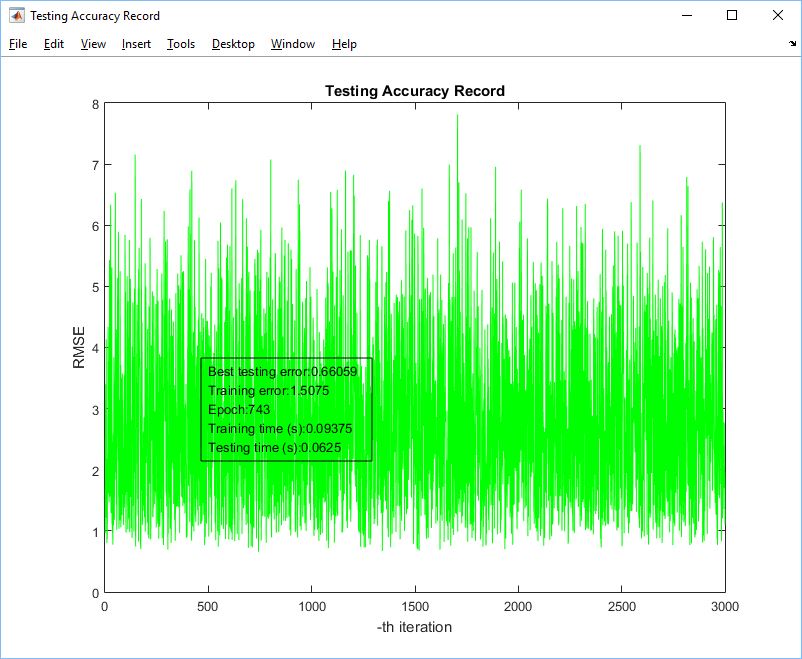 Testing Accuracy Record
File Edit View Insert Tools Desktop Window Help
Testing Accuracy Record
8
7
6
5
4
3
2
1
0
RMSE
Best testing error:0.66059
Training error:1.5075
Epoch:743
Training time (s):0.09375
Testing time (s):0.0625
0 500 1000 1500 2000 2500 3000
-th iteration